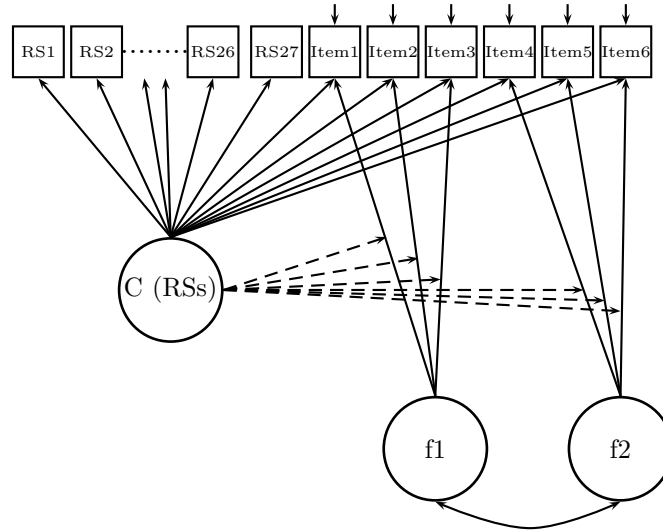 RS1 RS2 ........ RS26 RS27 Item1 Item2 Item3 Item4 Item5 Item6
C (RSs)
f1 f2